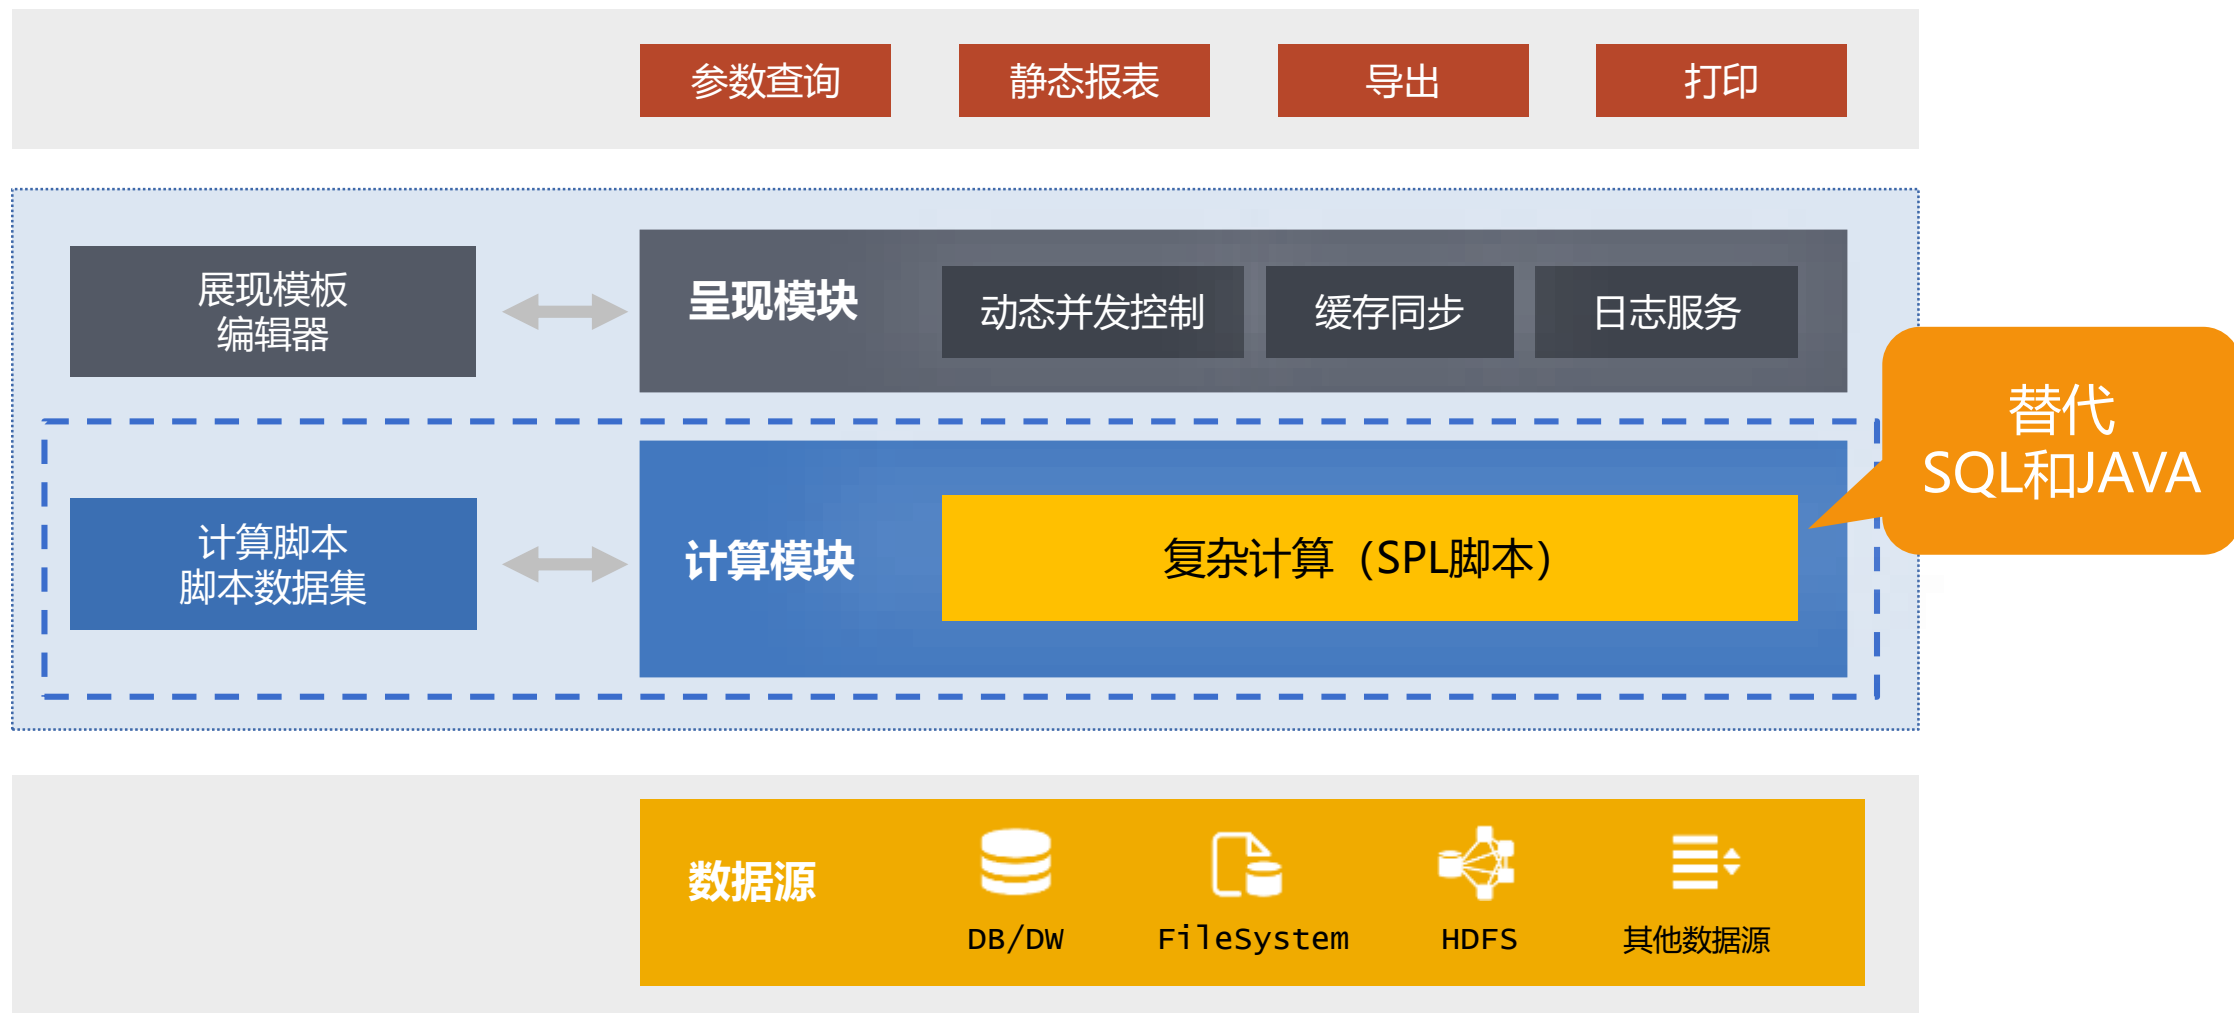 参数查询
静态报表
导出
打印
展现模板
编辑器
呈现模块
动态并发控制
缓存同步
日志服务
替代
SQL和JAVA
计算脚本
脚本数据集
计算模块
复杂计算（SPL脚本）
数据源
DB/DW
FileSystem
HDFS
其他数据源